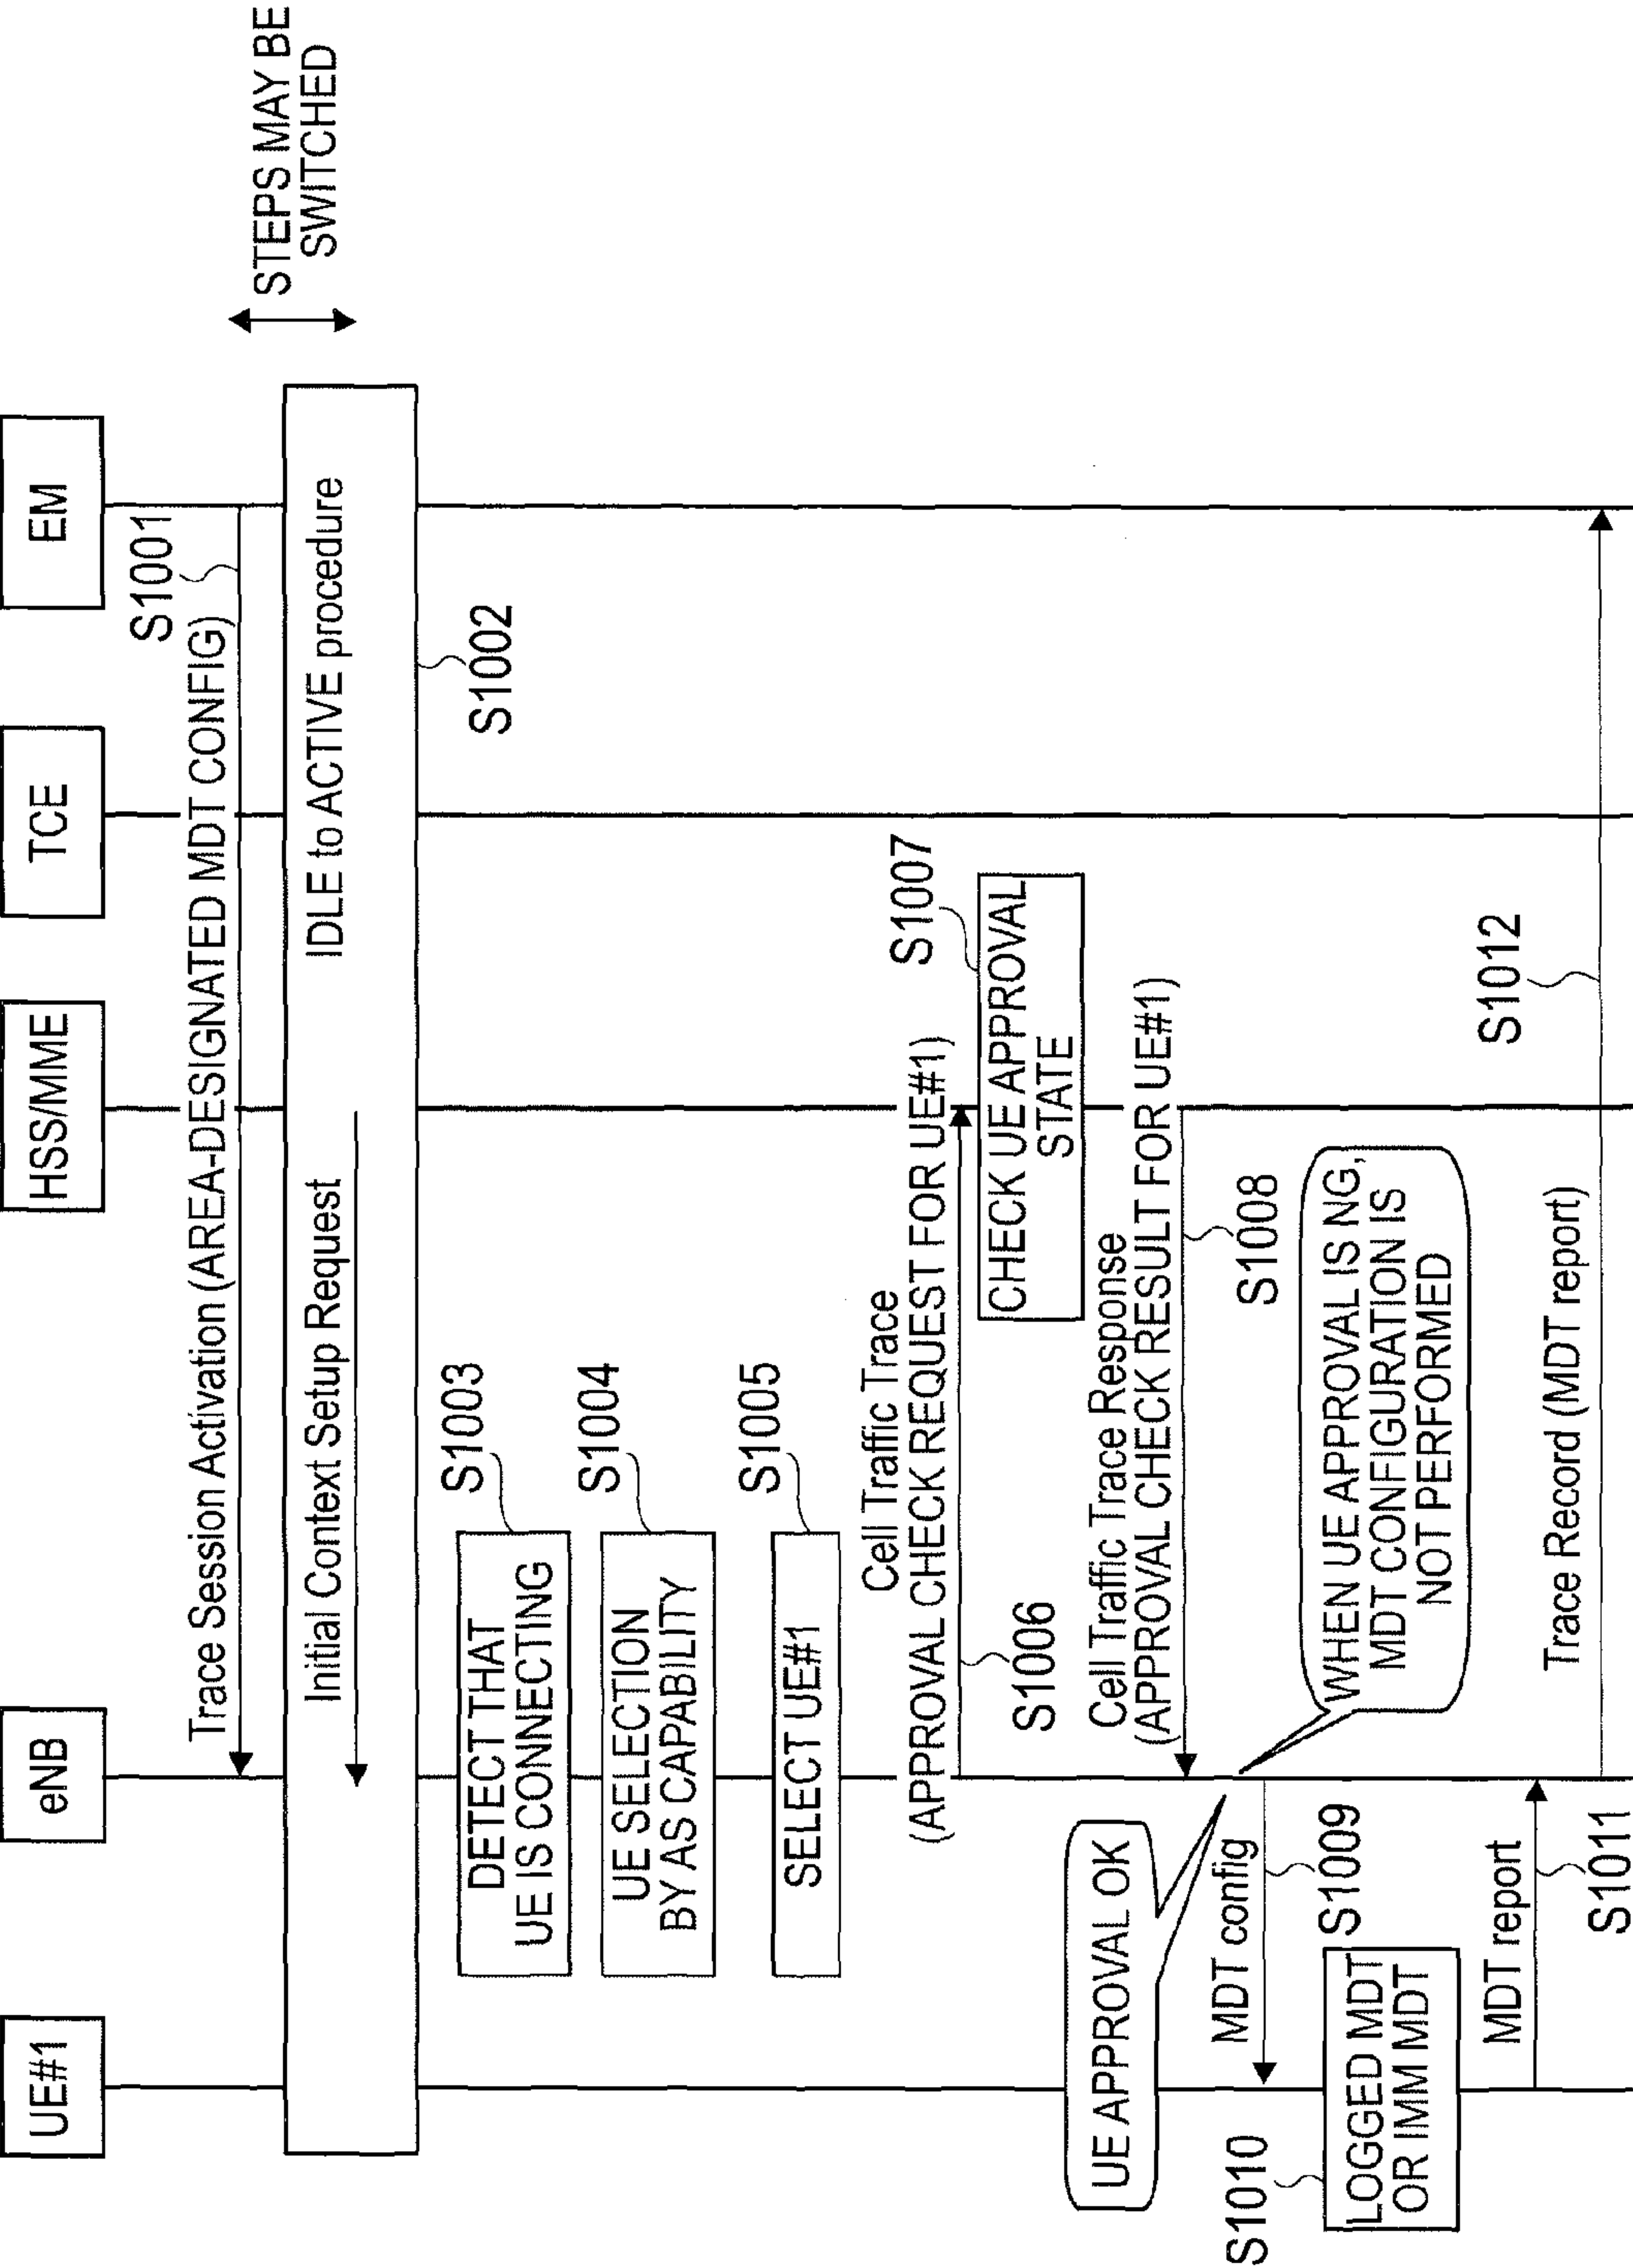 UE#1
eNB
HSS/MME
TCE
EM
S1001
Trace Session Activation (AREA-DESIGNATED MDT CONFIG)
STEPS MAY BE
SWITCHED
IDLE to ACTIVE procedure
Initial Context Setup Request
S1002
DETECT THAT
UE IS CONNECTING
S1003
UE SELECTION
BY AS CAPABILITY
S1004
SELECT UE#1
S1005
Cell Traffic Trace
(APPROVAL CHECK REQUEST FOR UE#1)
S1006
CHECK UE APPROVAL
STATE
S1007
Cell Traffic Trace Response
(APPROVAL CHECK RESULT FOR UE#1)
S1008
UE APPROVAL OK
WHEN UE APPROVAL IS NG,
MDT CONFIGURATION IS
NOT PERFORMED
MDT config
S1009
S1010
LOGGED MDT
OR IMM MDT
MDT report
S1011
Trace Record (MDT report)
S1012